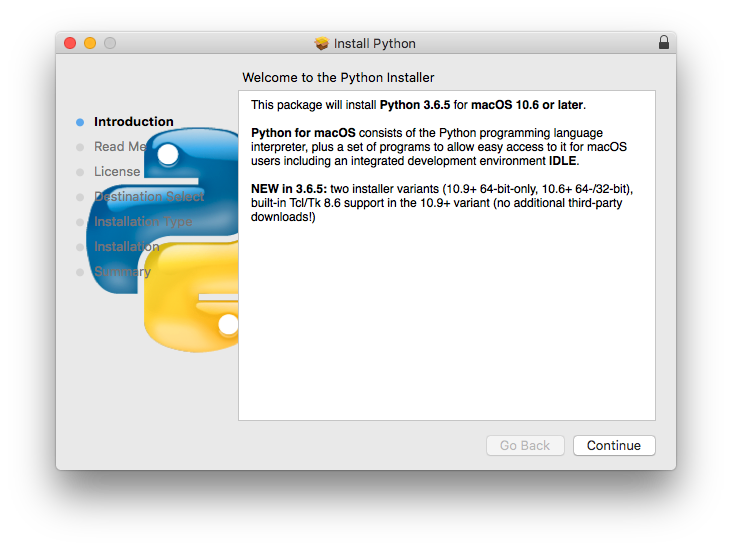 Install Python
Welcome to the Python Installer
Introduction
Read Me
License
Destination Select
Installation Type
Installation
Summary
This package will install Python 3.6.5 for macOS 10.6 or later.
Python for macOS consists of the Python programming language
interpreter, plus a set of programs to allow easy access to it for macOS
users including an integrated development environment IDLE.
NEW in 3.6.5: two installer variants (10.9+ 64-bit-only, 10.6+ 64-/32-bit),
built-in Tcl/Tk 8.6 support in the 10.9+ variant (no additional third-party
downloads!)
Go Back
Continue